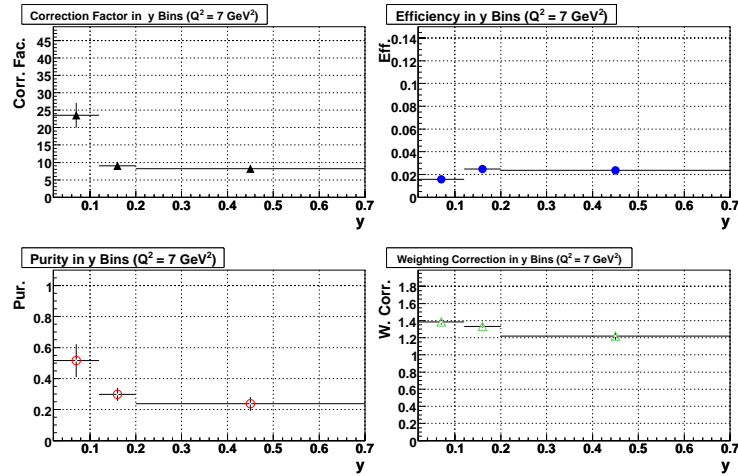 Correction Factor in y Bins (Q² = 7 GeV²)
Corr. Fac.
45
40
35
30
25
20
15
10
5
0
0.1 0.2 0.3 0.4 0.5 0.6 0.7
y
Efficiency in y Bins (Q² = 7 GeV²)
Eff.
0.14
0.12
0.1
0.08
0.06
0.04
0.02
0
0.1 0.2 0.3 0.4 0.5 0.6 0.7
y
Purity in y Bins (Q² = 7 GeV²)
Pur.
1
0.8
0.6
0.4
0.2
0
0.1 0.2 0.3 0.4 0.5 0.6 0.7
y
Weighting Correction in y Bins (Q² = 7 GeV²)
W. Corr.
1.8
1.6
1.4
1.2
1
0.8
0.6
0.4
0.2
0
0.1 0.2 0.3 0.4 0.5 0.6 0.7
y